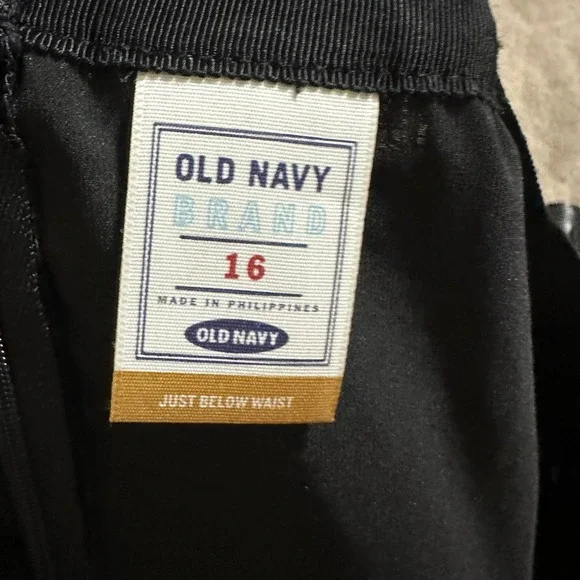 OLD NAVY
BRAND
16
MADE IN PHILIPPINES
OLD NAVY
JUST BELOW WAIST